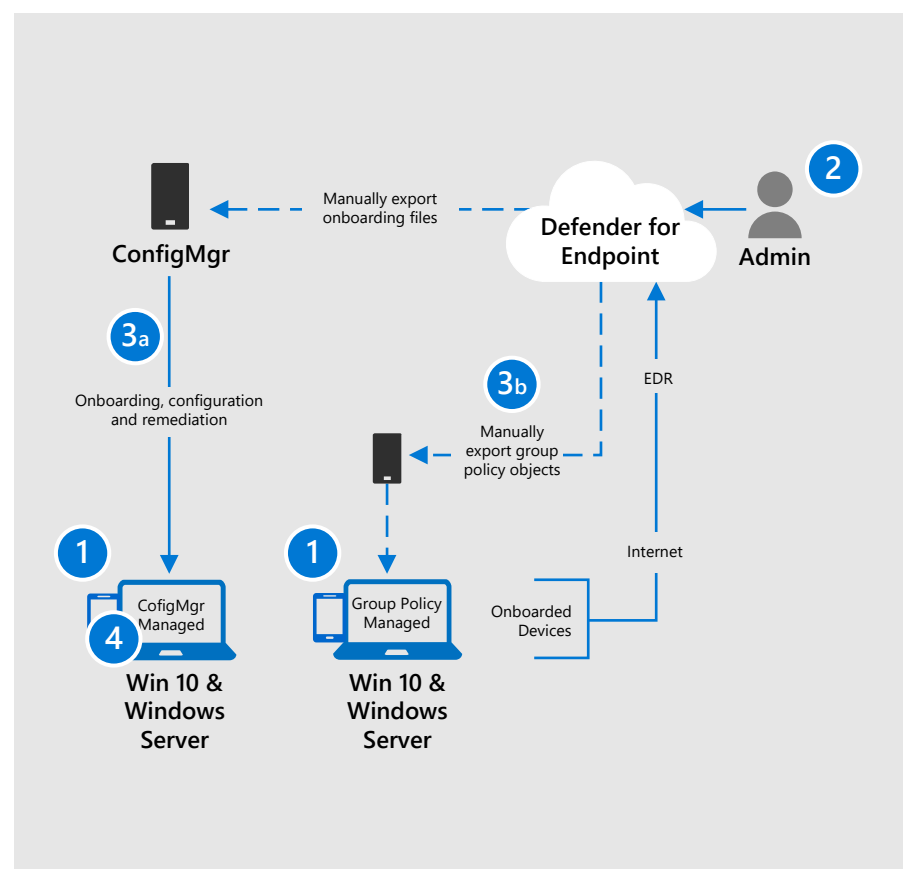 2
Manually export
onboarding files
Defender for
Endpoint
ConfigMgr
Admin
3a
Onboarding, configuration
and remediation
3b
EDR
Manually
export group
policy objects
1
1
Internet
CofigMgr
Managed
4
Group Policy
Managed
Onboarded
Devices
Win 10 &
Windows
Server
Win 10 &
Windows
Server